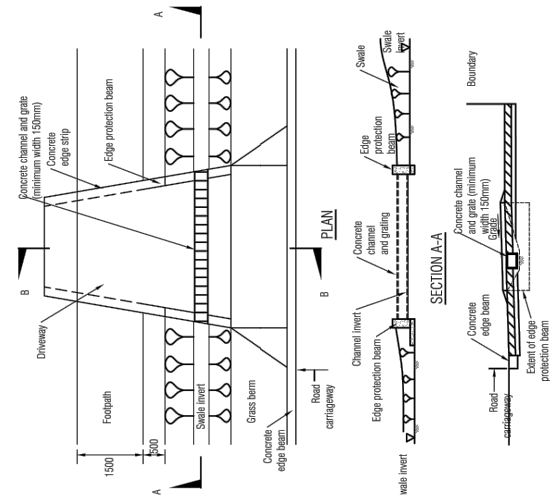 A
Concrete channel and grate
(minimum width 150mm)
Concrete
edge strip
Edge protection beam
B
B
Driveway
Footpath
Swale invert
Grass berm
Concrete
edge beam
Road
carriageway
1500
500
A
PLAN
Swale
Swale
invert
Edge
protection
beam
Concrete
channel
and grating
Channel invert
Edge protection beam
wale invert
SECTION A-A
Boundary
Concrete channel
and grate (minimum
width 150mm)
Grade
Concrete
edge beam
Road
carriageway
Extent of edge
protection beam